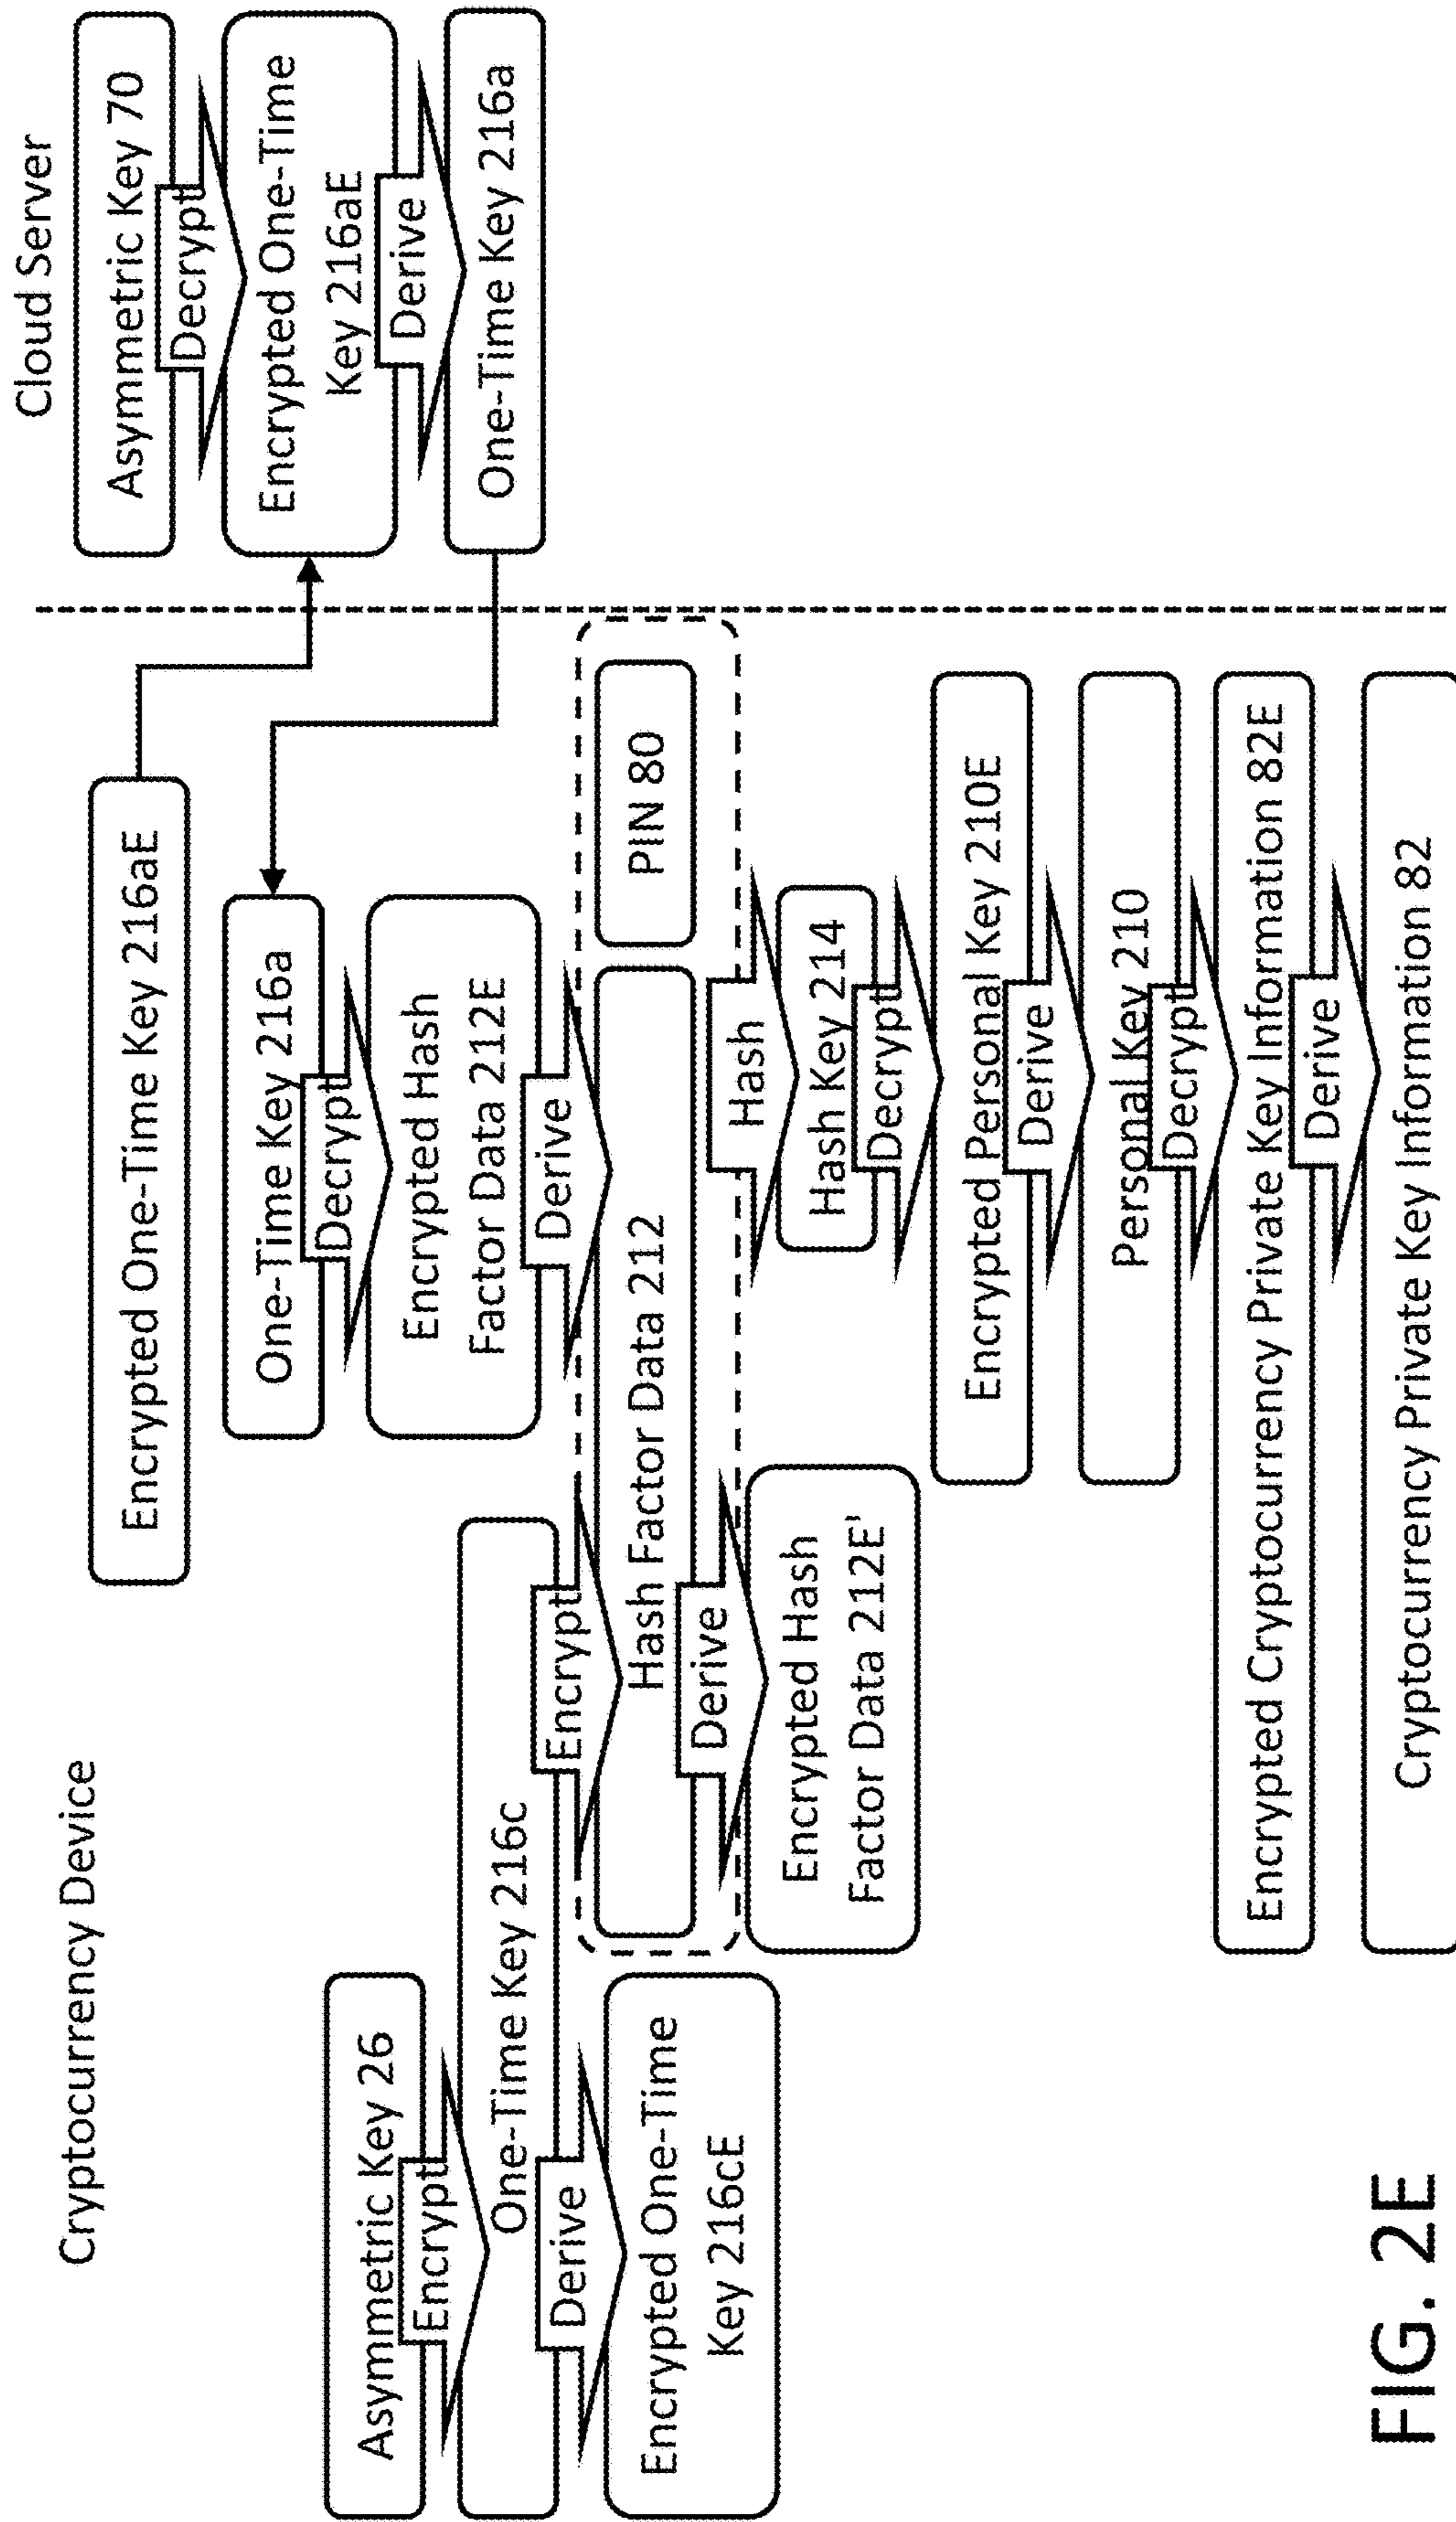 Cryptocurrency Device
Cloud Server
Encrypted One-Time Key 216aE
Asymmetric Key 70
Decrypt
Encrypted One-Time
Key 216aE
Derive
One-Time Key 216a
One-Time Key 216a
Decrypt
Encrypted Hash
Factor Data 212E
Derive
Asymmetric Key 26
Encrypt
One-Time Key 216c
Derive
Encrypted One-Time
Key 216cE
Encrypt
Hash Factor Data 212
PIN 80
Derive
Encrypted Hash
Factor Data 212E'
Hash
Hash Key 214
Decrypt
Encrypted Personal Key 210E
Derive
Personal Key 210
Decrypt
Encrypted Cryptocurrency Private Key Information 82E
Derive
Cryptocurrency Private Key Information 82
FIG. 2E